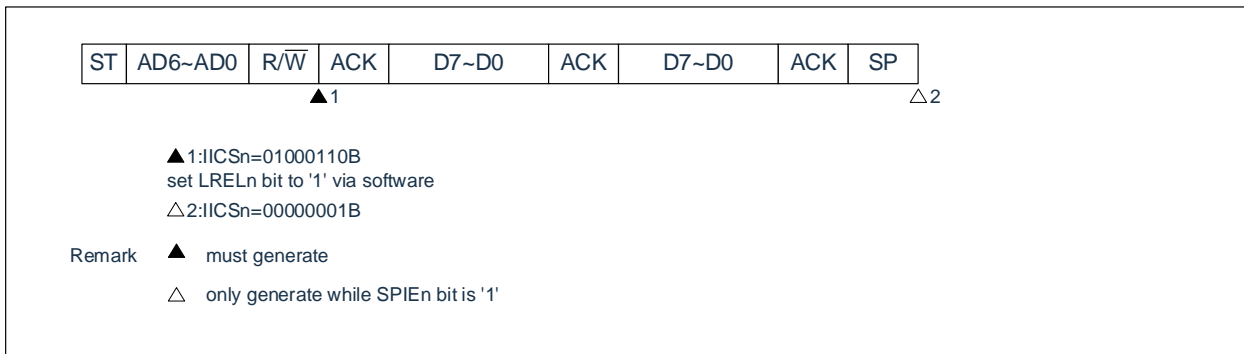 ST AD6~AD0 R/W̅ ACK D7~D0 ACK D7~D0 ACK SP
▲1 △2
▲1:IICSn=01000110B
set LRELn bit to '1' via software
△2:IICSn=00000001B
Remark ▲ must generate
△ only generate while SPIEn bit is '1'